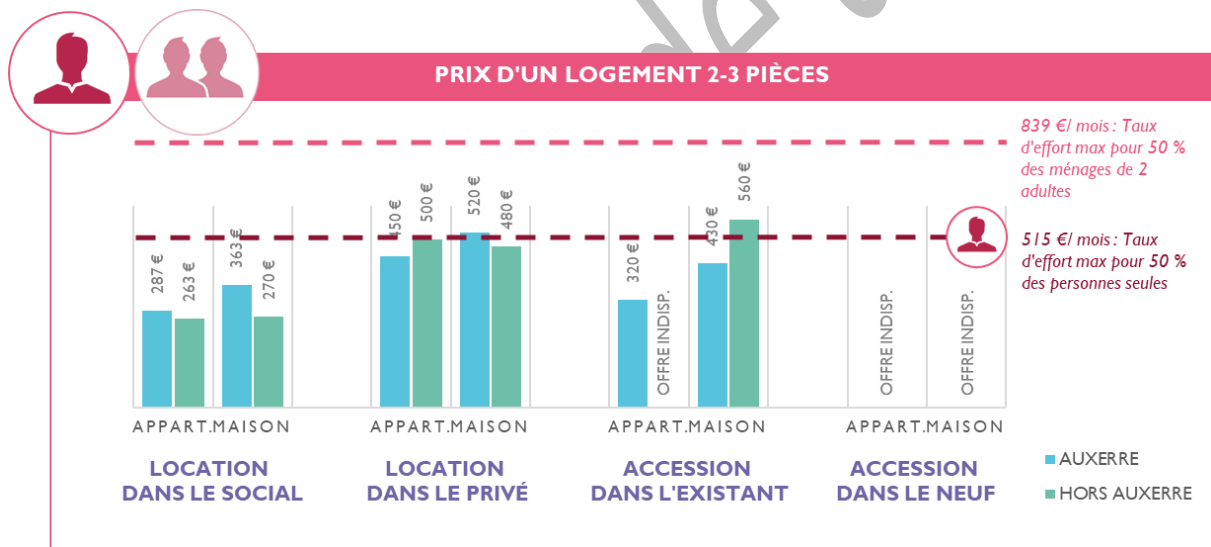 PRIX D'UN LOGEMENT 2-3 PIÈCES
839 €/ mois : Taux
d'effort max pour 50 %
des ménages de 2
adultes
515 €/ mois : Taux
d'effort max pour 50 %
des personnes seules
287 €
263 €
363 €
270 €
450 €
500 €
520 €
480 €
320 €
OFFRE INDISP.
430 €
560 €
OFFRE INDISP.
OFFRE INDISP.
APPART. MAISON
APPART. MAISON
APPART. MAISON
APPART. MAISON
LOCATION
DANS LE SOCIAL
LOCATION
DANS LE PRIVÉ
ACCESSION
DANS L'EXISTANT
ACCESSION
DANS LE NEUF
AUXERRE
HORS AUXERRE